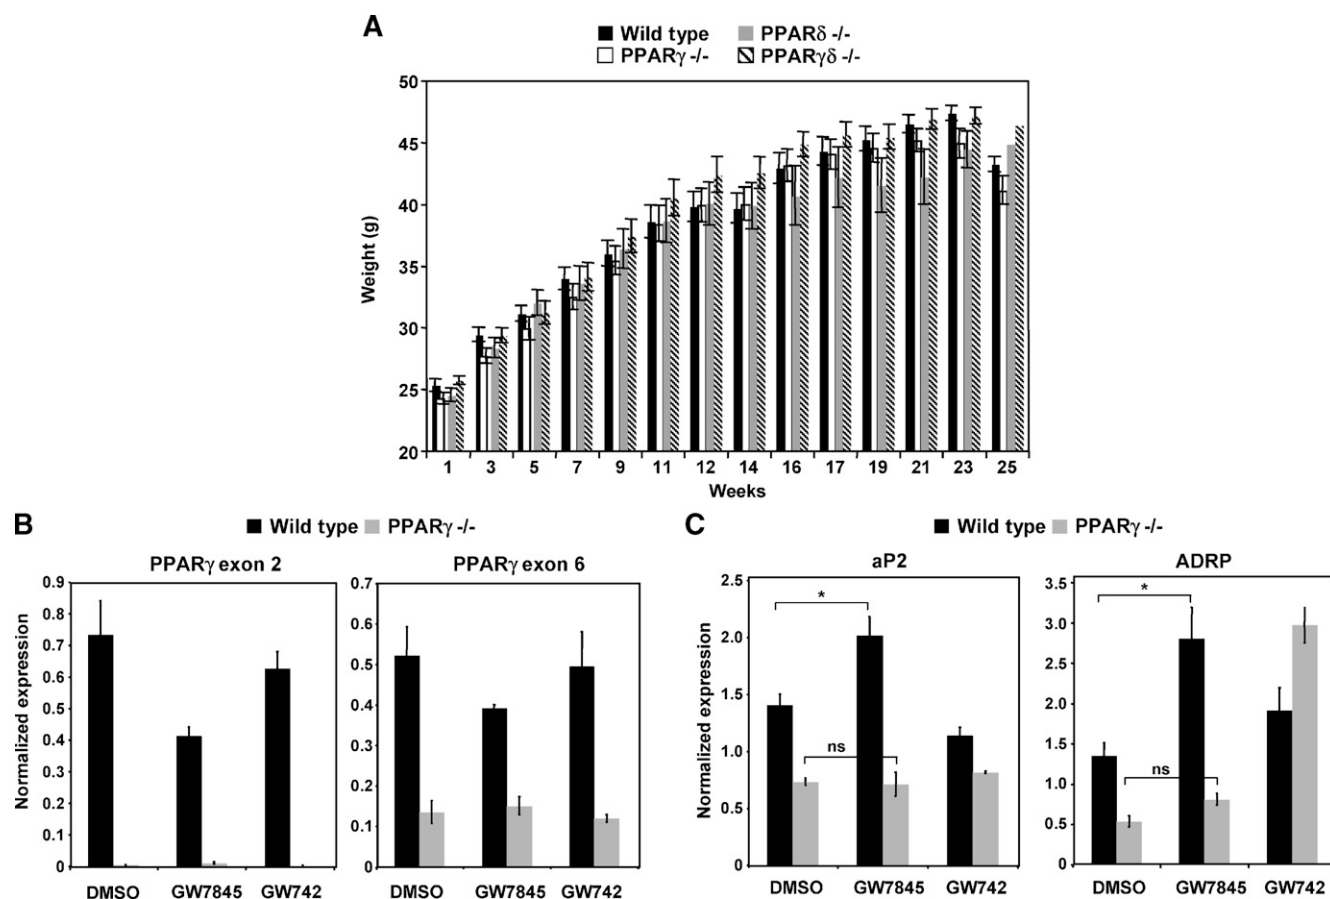 A
Wild type PPARδ -/-
PPARγ -/- PPARγδ -/-
50
45
40
35
30
25
20
Weight (g)
1 3 5 7 9 11 12 14 16 17 19 21 23 25
Weeks
B
Wild type PPARγ -/-
PPARγ exon 2
0.9
0.8
0.7
0.6
0.5
0.4
0.3
0.2
0.1
0
Normalized expression
DMSO GW7845 GW742
PPARγ exon 6
0.7
0.6
0.5
0.4
0.3
0.2
0.1
0
DMSO GW7845 GW742
C
Wild type PPARγ -/-
aP2
2.5
2.0
1.5
1.0
0.5
0
Normalized expression
*
ns
DMSO GW7845 GW742
ADRP
3.5
3.0
2.5
2.0
1.5
1.0
0.5
0
*
ns
DMSO GW7845 GW742